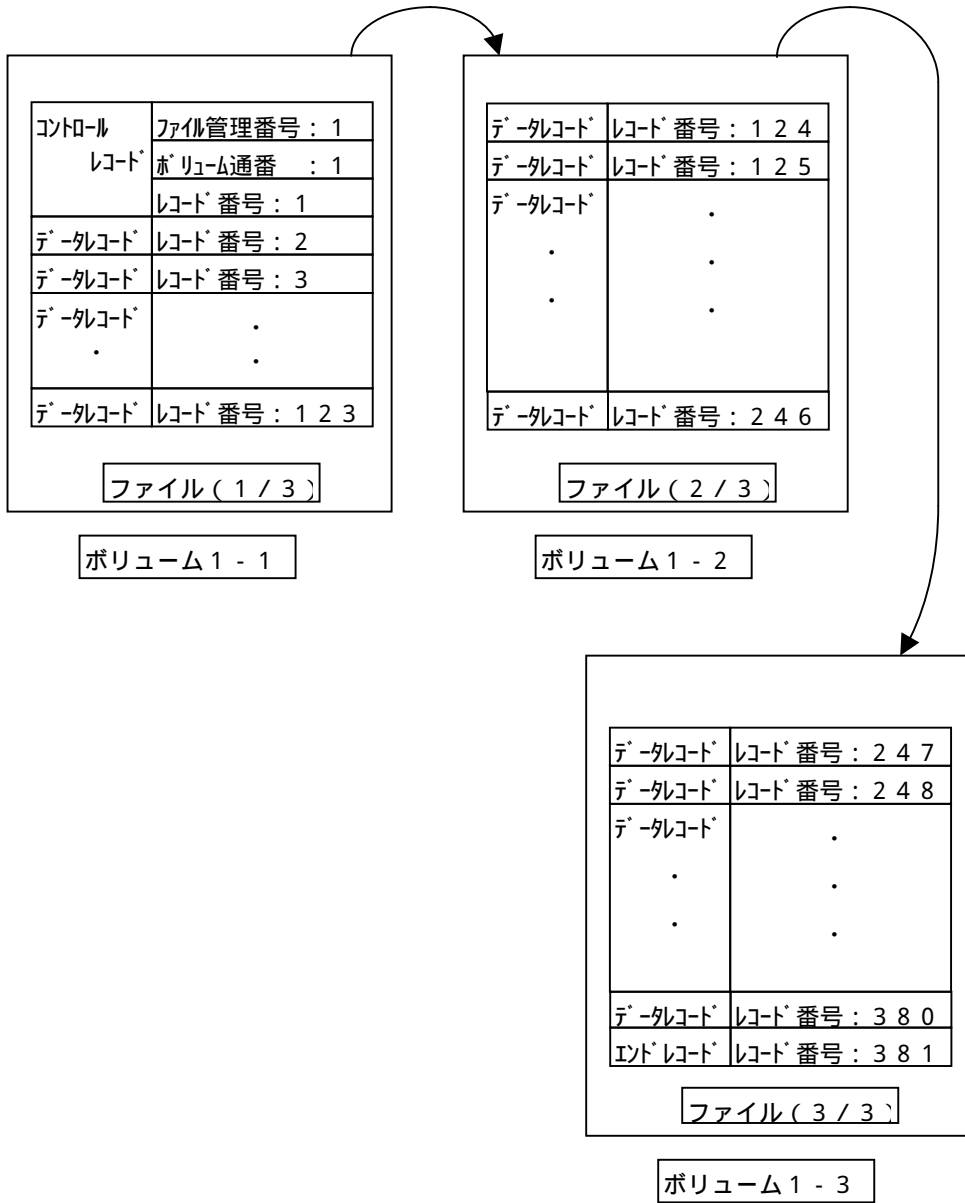 コントロール ファイル管理番号：１
レコード ボリューム通番　：１
レコード番号：１
データレコード レコード番号：２
データレコード レコード番号：３
データレコード ・
・ ・
データレコード レコード番号：１２３
ファイル（１／３）
ボリューム１‐１
データレコード レコード番号：１２４
データレコード レコード番号：１２５
データレコード ・
・ ・
・ ・
データレコード レコード番号：２４６
ファイル（２／３）
ボリューム１‐２
データレコード レコード番号：２４７
データレコード レコード番号：２４８
データレコード ・
・ ・
・ ・
データレコード レコード番号：３８０
エンドレコード レコード番号：３８１
ファイル（３／３）
ボリューム１‐３